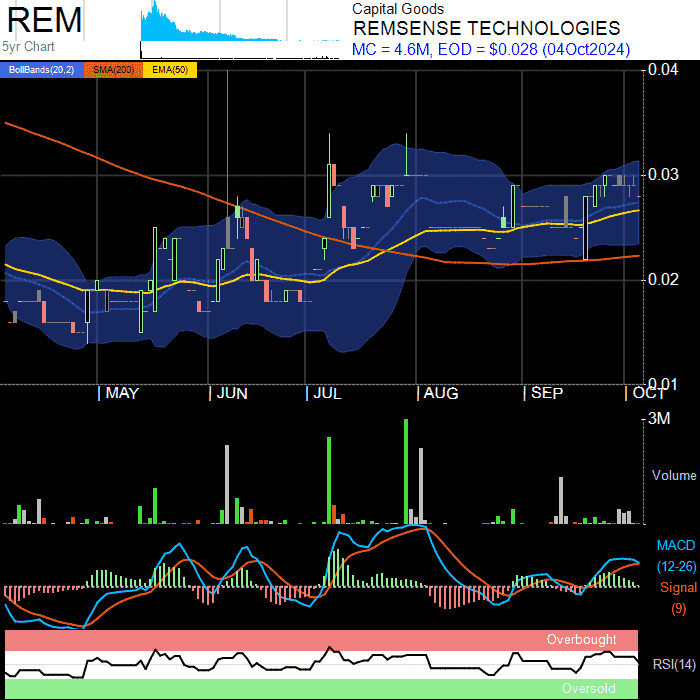 REM
5yr Chart
Capital Goods
REMSENSE TECHNOLOGIES
MC = 4.6M, EOD = $0.028 (04Oct2024)
BollBands(20,2) SMA(200) EMA(50)
0.04
0.03
0.02
0.01
MAY JUN JUL AUG SEP OCT
3M
Volume
MACD
(12-26)
Signal
(9)
Overbought
RSI(14)
Oversold